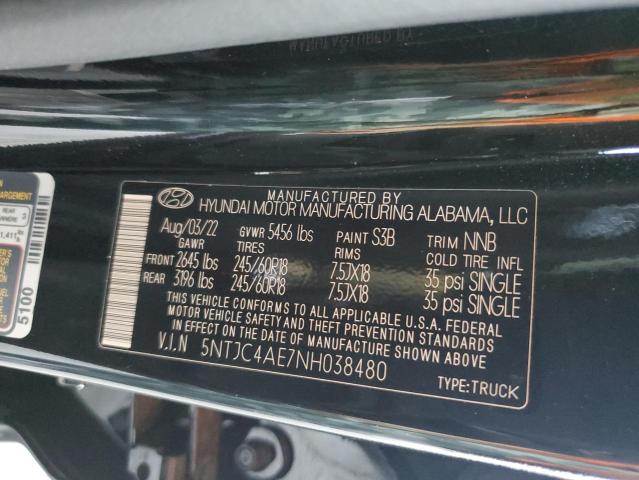 MANUFACTURED BY
HYUNDAI MOTOR MANUFACTURING ALABAMA, LLC
Aug/03/22 GVWR 5456 lbs PAINT S3B TRIM NNB
GAWR TIRES RIMS COLD TIRE INFL
FRONT 2645 lbs 245/60R18 7.5JX18 35 psi SINGLE
REAR 3196 lbs 245/60R18 7.5JX18 35 psi SINGLE
THIS VEHICLE CONFORMS TO ALL APPLICABLE U.S.A. FEDERAL
MOTOR VEHICLE SAFETY AND THEFT PREVENTION STANDARDS
IN EFFECT ON THE DATE OF MANUFACTURE SHOWN ABOVE.
V.I.N 5NTJC4AE7NH038480
TYPE:TRUCK
REAR
3
5100